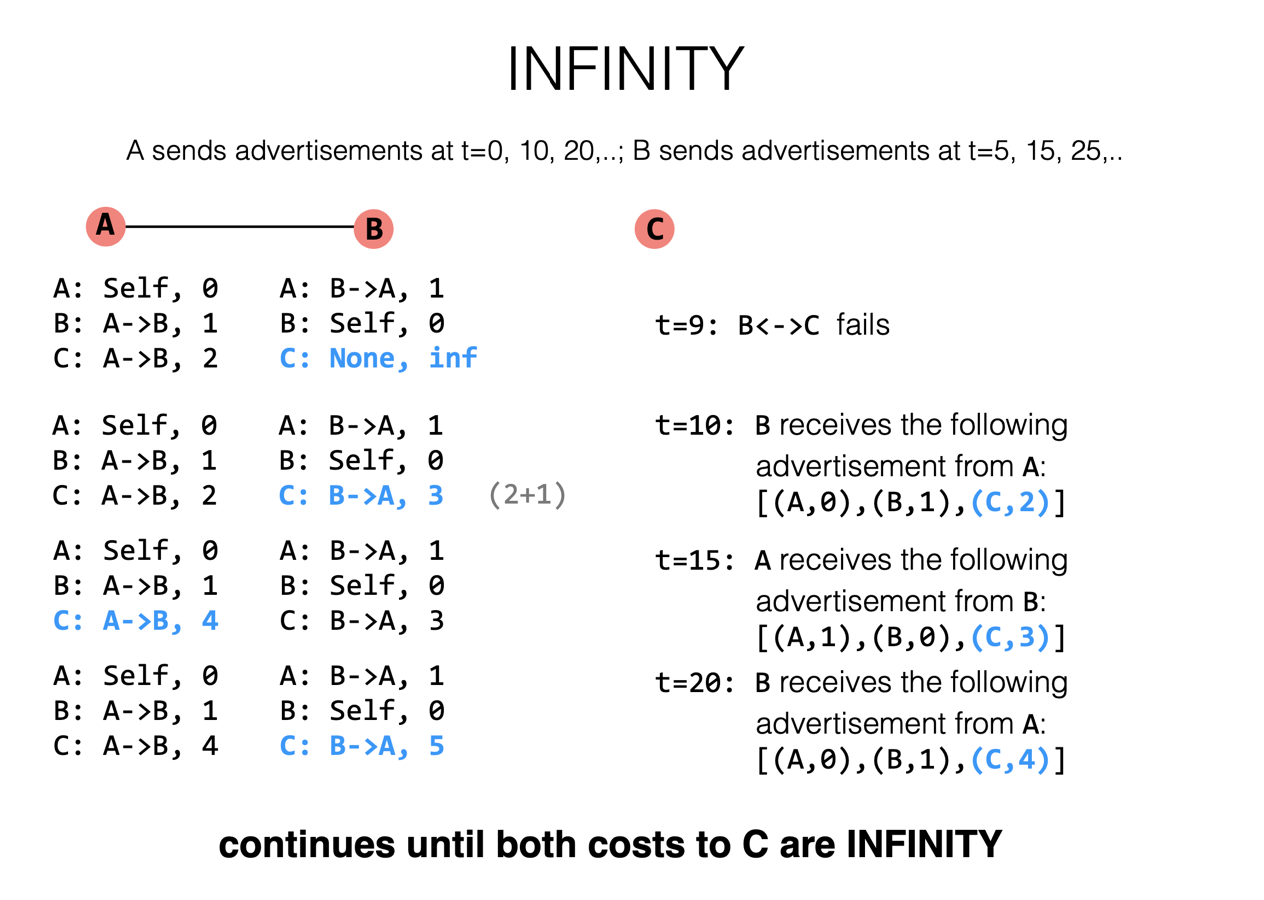 INFINITY
A sends advertisements at t=0, 10, 20,..; B sends advertisements at t=5, 15, 25,..
A B C
A: Self, 0 A: B->A, 1
B: A->B, 1 B: Self, 0 t=9: B<->C fails
C: A->B, 2 C: None, inf
A: Self, 0 A: B->A, 1 t=10: B receives the following
B: A->B, 1 B: Self, 0 advertisement from A:
C: A->B, 2 C: B->A, 3 (2+1) [(A,0),(B,1),(C,2)]
A: Self, 0 A: B->A, 1 t=15: A receives the following
B: A->B, 1 B: Self, 0 advertisement from B:
C: A->B, 4 C: B->A, 3 [(A,1),(B,0),(C,3)]
A: Self, 0 A: B->A, 1 t=20: B receives the following
B: A->B, 1 B: Self, 0 advertisement from A:
C: A->B, 4 C: B->A, 5 [(A,0),(B,1),(C,4)]
continues until both costs to C are INFINITY